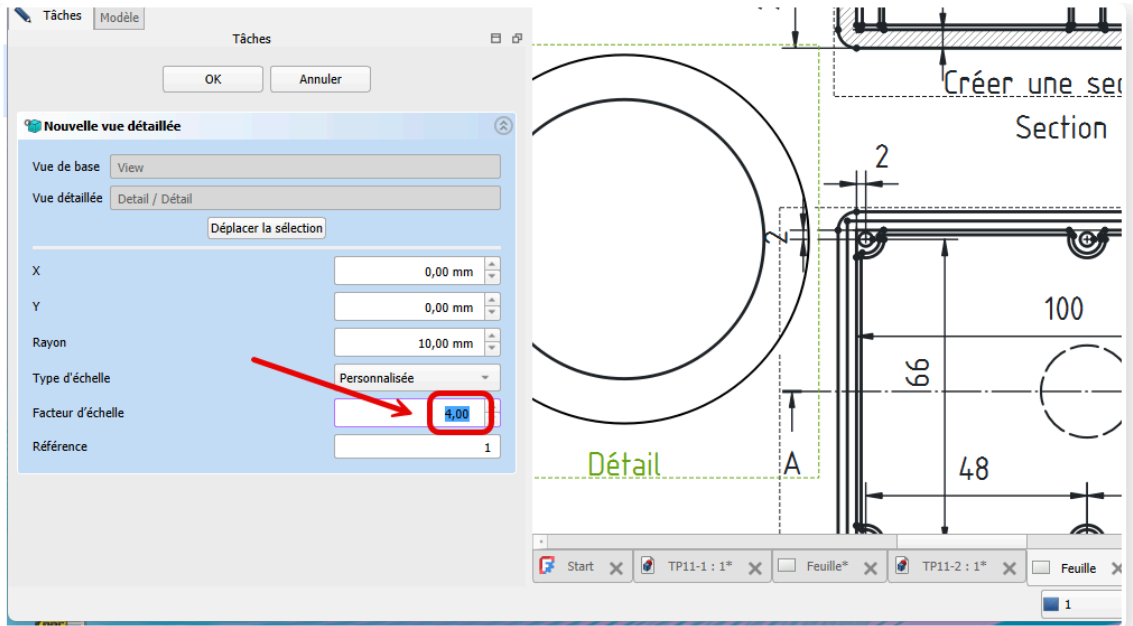 Tâches
Modèle
Tâches
OK
Annuler
Nouvelle vue détaillée
Vue de base
View
Vue détaillée
Detail / Détail
Déplacer la sélection
X
0,00 mm
Y
0,00 mm
Rayon
10,00 mm
Type d'échelle
Personnalisée
Facteur d'échelle
4,00
Référence
1
Créer une sec
Section
2
2
100
66
Détail
A
48
Start
TP11-1 : 1*
Feuille*
TP11-2 : 1*
Feuille
1